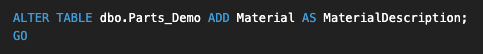 ALTER TABLE dbo.Parts_Demo ADD Material AS MaterialDescription;
GO